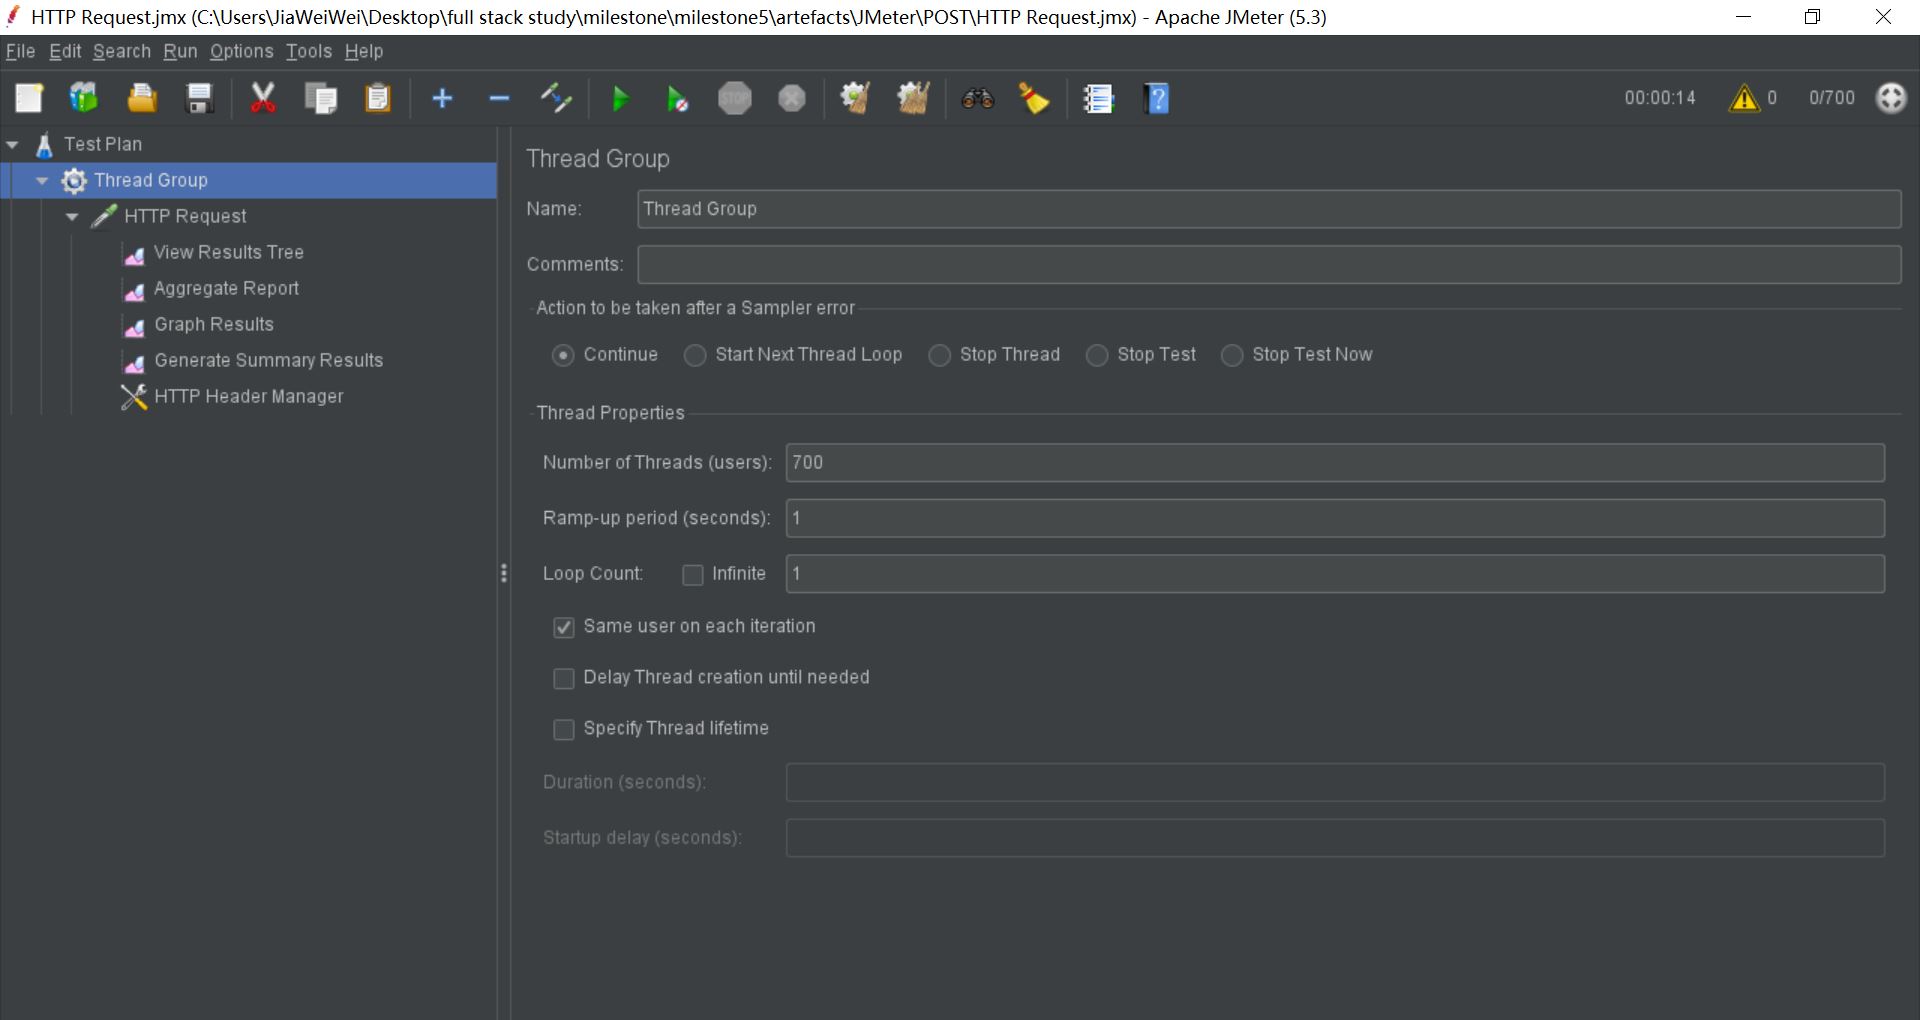 HTTP Request.jmx (C:\Users\JiaWeiWei\Desktop\full stack study\milestone\milestone5\artefacts\JMeter\POST\HTTP Request.jmx) - Apache JMeter (5.3)
File Edit Search Run Options Tools Help
STOP ? 00:00:14 0 0/700
Test Plan
Thread Group
HTTP Request
View Results Tree
Aggregate Report
Graph Results
Generate Summary Results
HTTP Header Manager
Thread Group
Name: Thread Group
Comments:
Action to be taken after a Sampler error
Continue Start Next Thread Loop Stop Thread Stop Test Stop Test Now
Thread Properties
Number of Threads (users): 700
Ramp-up period (seconds): 1
Loop Count: Infinite 1
Same user on each iteration
Delay Thread creation until needed
Specify Thread lifetime
Duration (seconds):
Startup delay (seconds):